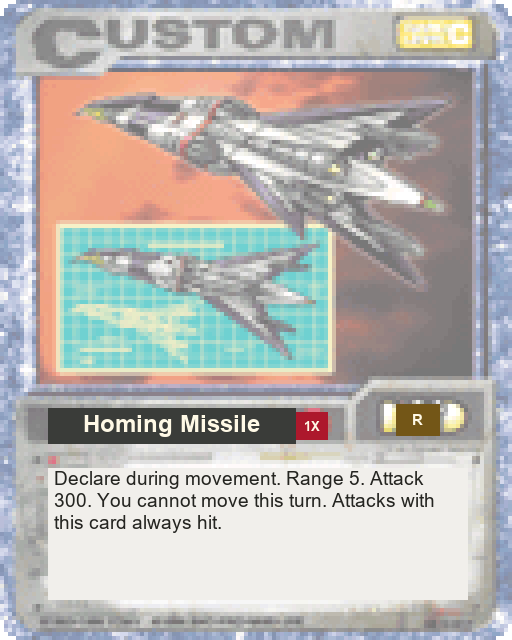 CUSTOM
C
Homing Missile 1X R
Declare during movement. Range 5. Attack
300. You cannot move this turn. Attacks with
this card always hit.